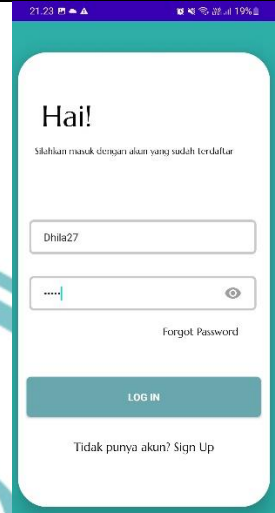 21.23 19%
Hai!
Silahkan masuk dengan akun yang sudah terdaftar
Dhila27
•••••
Forgot Password
LOG IN
Tidak punya akun? Sign Up